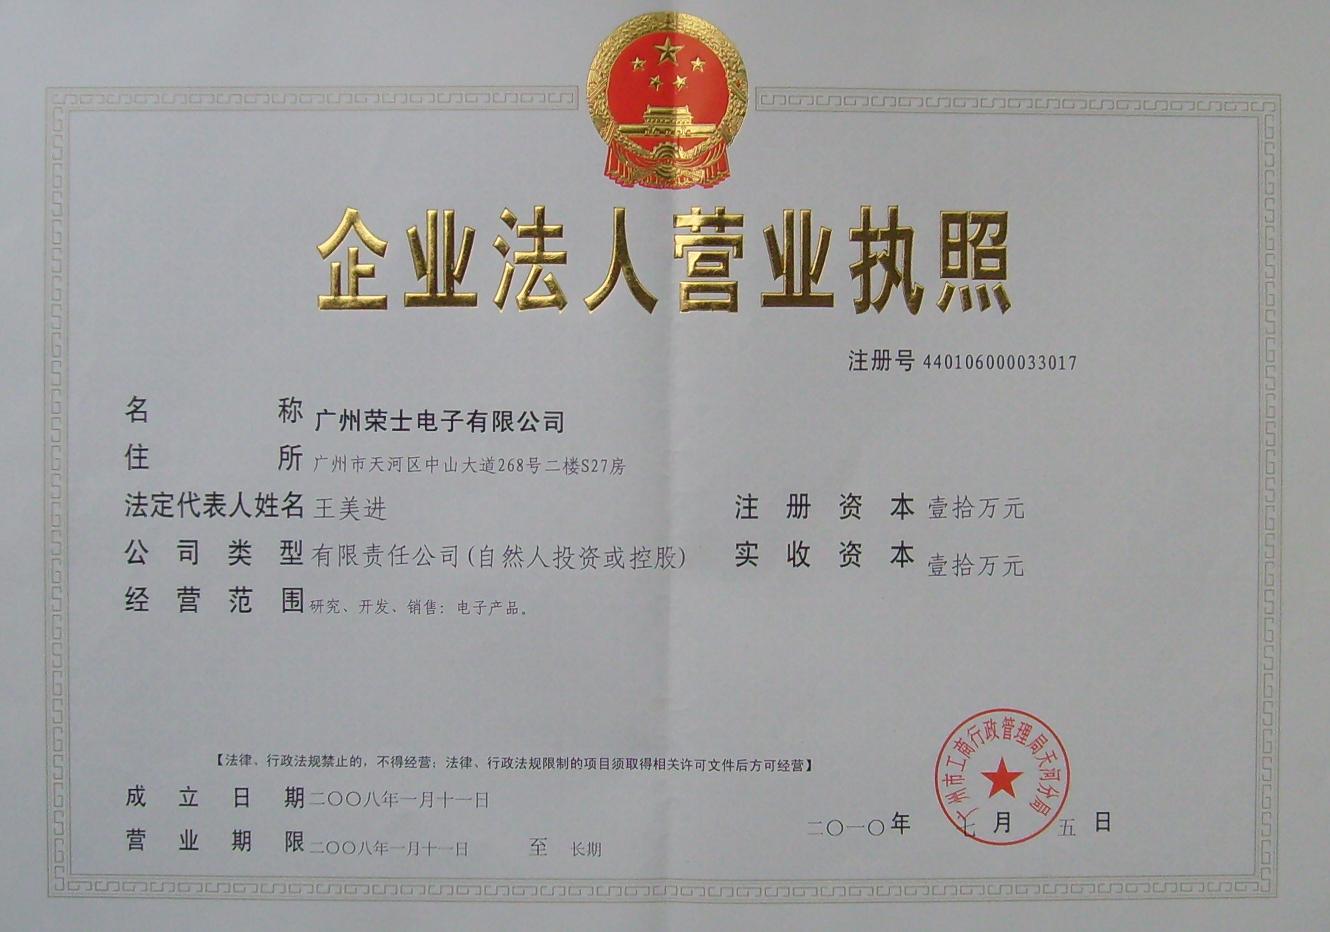 企业法人营业执照
注册号 440106000033017
名称 广州荣士电子有限公司
住所 广州市天河区中山大道268号二楼S27房
法定代表人姓名 王美进 注册资本 壹拾万元
公司类型 有限责任公司(自然人投资或控股) 实收资本 壹拾万元
经营范围 研究、开发、销售：电子产品。
【法律、行政法规禁止的，不得经营；法律、行政法规限制的项目须取得相关许可文件后方可经营】
成立日期 二〇〇八年一月十一日
营业期限 二〇〇八年一月十一日 至 长期
广州市工商行政管理局天河分局
二〇一〇年 七月 五日